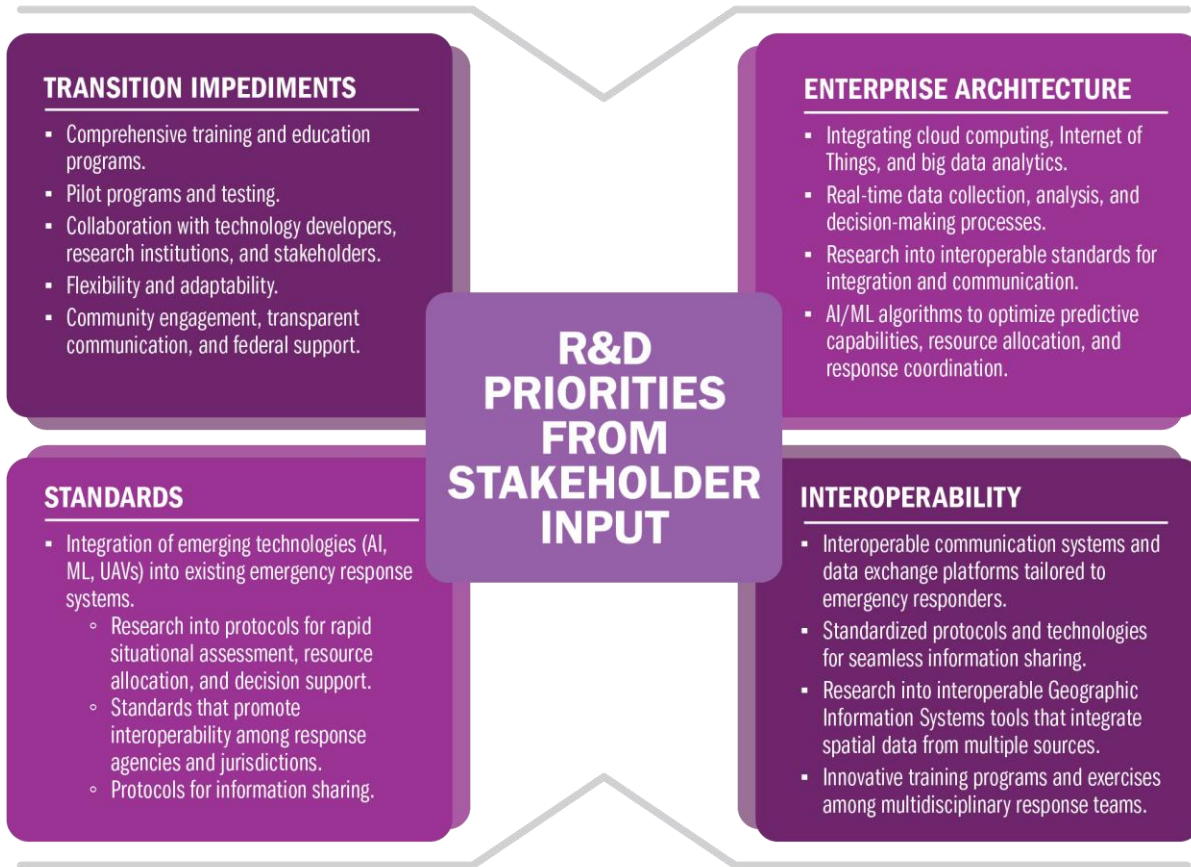 TRANSITION IMPEDIMENTS
▪ Comprehensive training and education
programs.
▪ Pilot programs and testing.
▪ Collaboration with technology developers,
research institutions, and stakeholders.
▪ Flexibility and adaptability.
▪ Community engagement, transparent
communication, and federal support.
ENTERPRISE ARCHITECTURE
▪ Integrating cloud computing, Internet of
Things, and big data analytics.
▪ Real-time data collection, analysis, and
decision-making processes.
▪ Research into interoperable standards for
integration and communication.
▪ AI/ML algorithms to optimize predictive
capabilities, resource allocation, and
response coordination.
R&D
PRIORITIES
FROM
STAKEHOLDER
INPUT
STANDARDS
▪ Integration of emerging technologies (AI,
ML, UAVs) into existing emergency response
systems.
◦ Research into protocols for rapid
situational assessment, resource
allocation, and decision support.
◦ Standards that promote
interoperability among response
agencies and jurisdictions.
◦ Protocols for information sharing.
INTEROPERABILITY
▪ Interoperable communication systems and
data exchange platforms tailored to
emergency responders.
▪ Standardized protocols and technologies
for seamless information sharing.
▪ Research into interoperable Geographic
Information Systems tools that integrate
spatial data from multiple sources.
▪ Innovative training programs and exercises
among multidisciplinary response teams.